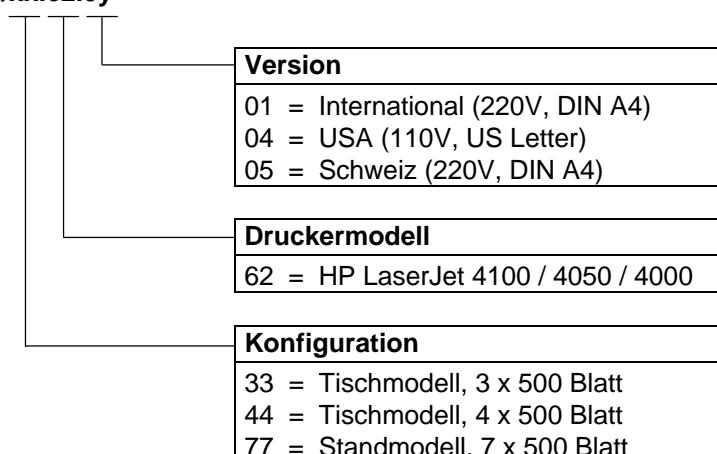 Version
01 = International (220V, DIN A4)
04 = USA (110V, US Letter)
05 = Schweiz (220V, DIN A4)
Druckermodell
62 = HP LaserJet 4100 / 4050 / 4000
Konfiguration
33 = Tischmodell, 3 x 500 Blatt
44 = Tischmodell, 4 x 500 Blatt
77 = Standmodell, 7 x 500 Blatt